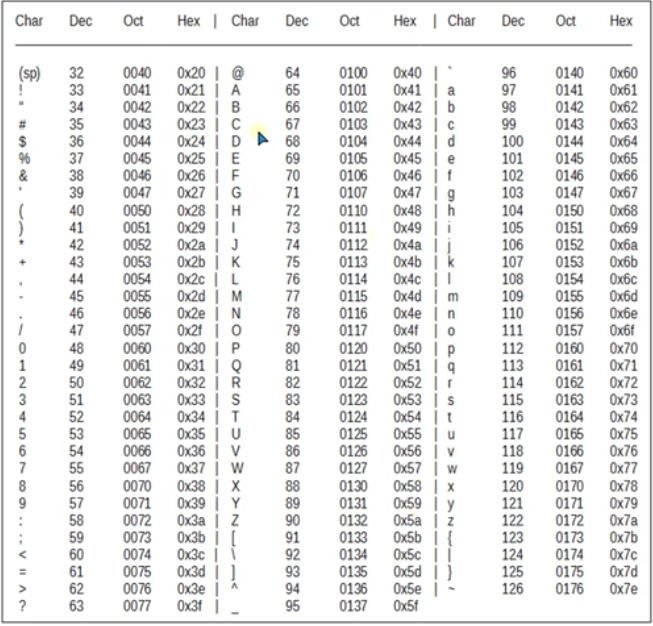 Char Dec Oct Hex | Char Dec Oct Hex | Char Dec Oct Hex
(sp) 32 0040 0x20 | @ 64 0100 0x40 | ` 96 0140 0x60
! 33 0041 0x21 | A 65 0101 0x41 | a 97 0141 0x61
" 34 0042 0x22 | B 66 0102 0x42 | b 98 0142 0x62
# 35 0043 0x23 | C 67 0103 0x43 | c 99 0143 0x63
$ 36 0044 0x24 | D 68 0104 0x44 | d 100 0144 0x64
% 37 0045 0x25 | E 69 0105 0x45 | e 101 0145 0x65
& 38 0046 0x26 | F 70 0106 0x46 | f 102 0146 0x66
' 39 0047 0x27 | G 71 0107 0x47 | g 103 0147 0x67
( 40 0050 0x28 | H 72 0110 0x48 | h 104 0150 0x68
) 41 0051 0x29 | I 73 0111 0x49 | i 105 0151 0x69
* 42 0052 0x2a | J 74 0112 0x4a | j 106 0152 0x6a
+ 43 0053 0x2b | K 75 0113 0x4b | k 107 0153 0x6b
, 44 0054 0x2c | L 76 0114 0x4c | l 108 0154 0x6c
- 45 0055 0x2d | M 77 0115 0x4d | m 109 0155 0x6d
. 46 0056 0x2e | N 78 0116 0x4e | n 110 0156 0x6e
/ 47 0057 0x2f | O 79 0117 0x4f | o 111 0157 0x6f
0 48 0060 0x30 | P 80 0120 0x50 | p 112 0160 0x70
1 49 0061 0x31 | Q 81 0121 0x51 | q 113 0161 0x71
2 50 0062 0x32 | R 82 0122 0x52 | r 114 0162 0x72
3 51 0063 0x33 | S 83 0123 0x53 | s 115 0163 0x73
4 52 0064 0x34 | T 84 0124 0x54 | t 116 0164 0x74
5 53 0065 0x35 | U 85 0125 0x55 | u 117 0165 0x75
6 54 0066 0x36 | V 86 0126 0x56 | v 118 0166 0x76
7 55 0067 0x37 | W 87 0127 0x57 | w 119 0167 0x77
8 56 0070 0x38 | X 88 0130 0x58 | x 120 0170 0x78
9 57 0071 0x39 | Y 89 0131 0x59 | y 121 0171 0x79
: 58 0072 0x3a | Z 90 0132 0x5a | z 122 0172 0x7a
; 59 0073 0x3b | [ 91 0133 0x5b | { 123 0173 0x7b
< 60 0074 0x3c | \ 92 0134 0x5c | | 124 0174 0x7c
= 61 0075 0x3d | ] 93 0135 0x5d | } 125 0175 0x7d
> 62 0076 0x3e | ^ 94 0136 0x5e | ~ 126 0176 0x7e
? 63 0077 0x3f | _ 95 0137 0x5f